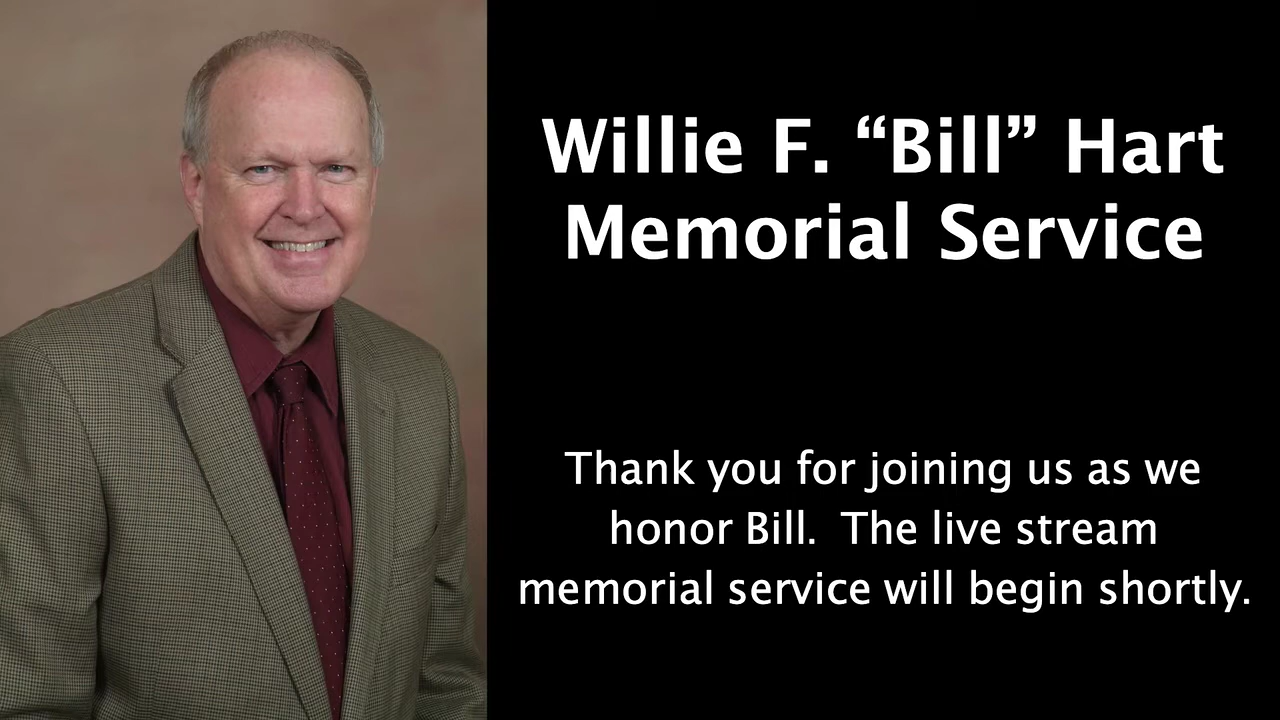 Willie F. “Bill” Hart
Memorial Service
Thank you for joining us as we
honor Bill.  The live stream
memorial service will begin shortly.